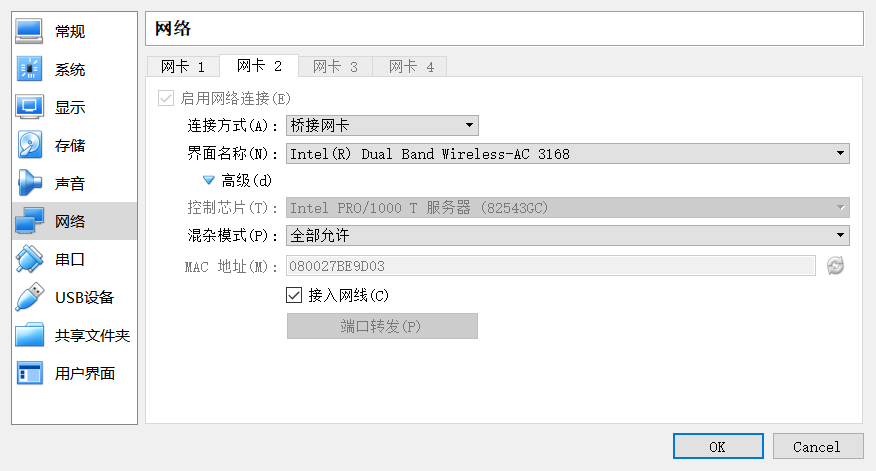 常规
系统
显示
存储
声音
网络
串口
USB设备
共享文件夹
用户界面
网络
网卡 1 网卡 2 网卡 3 网卡 4
启用网络连接(E)
连接方式(A): 桥接网卡
界面名称(N): Intel(R) Dual Band Wireless-AC 3168
高级(d)
控制芯片(T): Intel PRO/1000 T 服务器 (82543GC)
混杂模式(P): 全部允许
MAC 地址(M): 080027BE9D03
接入网线(C)
端口转发(P)
OK Cancel